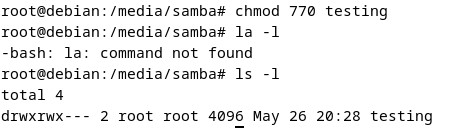 root@debian:/media/samba# chmod 770 testing
root@debian:/media/samba# la -l
-bash: la: command not found
root@debian:/media/samba# ls -l
total 4
drwxrwx--- 2 root root 4096 May 26 20:28 testing